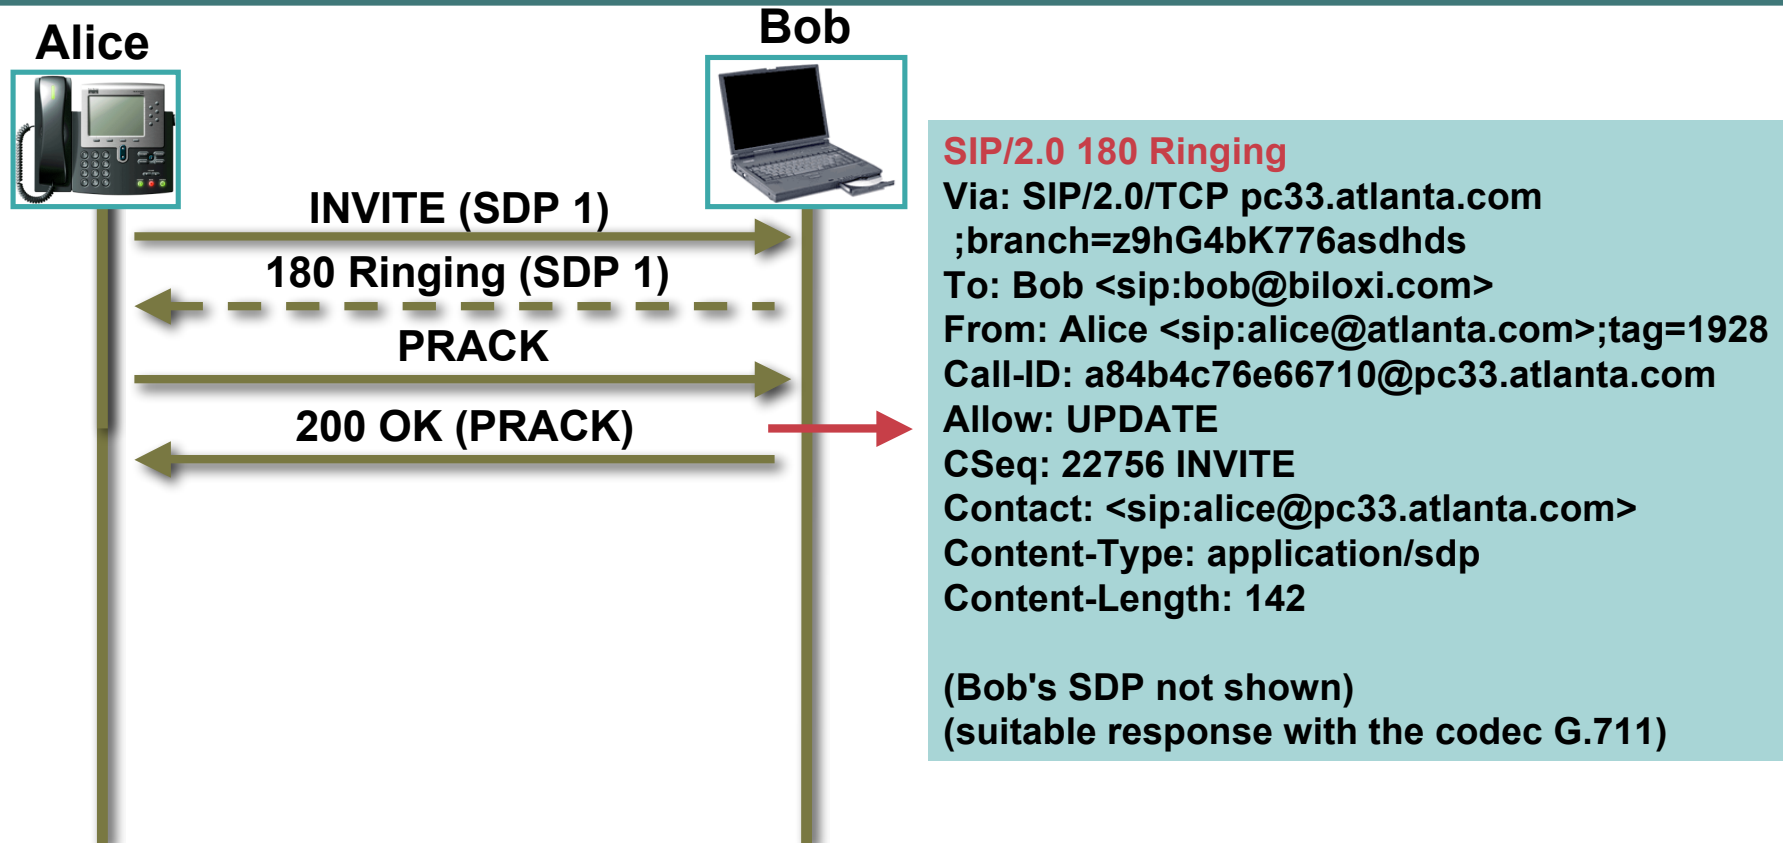 Alice
Bob
INVITE (SDP 1)
180 Ringing (SDP 1)
PRACK
200 OK (PRACK)
SIP/2.0 180 Ringing
Via: SIP/2.0/TCP pc33.atlanta.com
;branch=z9hG4bK776asdhds
To: Bob <sip:bob@biloxi.com>
From: Alice <sip:alice@atlanta.com>;tag=1928
Call-ID: a84b4c76e66710@pc33.atlanta.com
Allow: UPDATE
CSeq: 22756 INVITE
Contact: <sip:alice@pc33.atlanta.com>
Content-Type: application/sdp
Content-Length: 142
(Bob's SDP not shown)
(suitable response with the codec G.711)